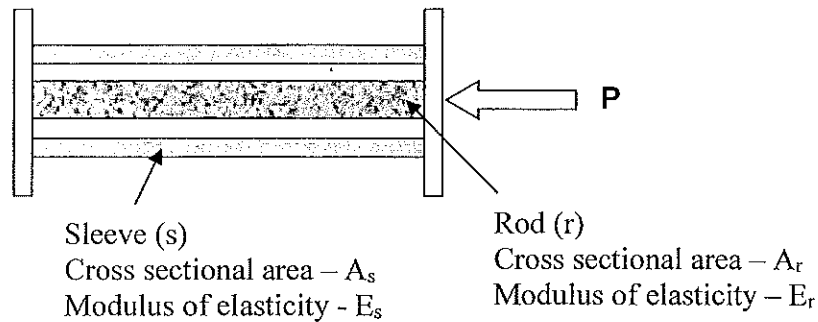 P
Sleeve (s)
Cross sectional area – Aₛ
Modulus of elasticity - Eₛ
Rod (r)
Cross sectional area – Aᵣ
Modulus of elasticity – Eᵣ